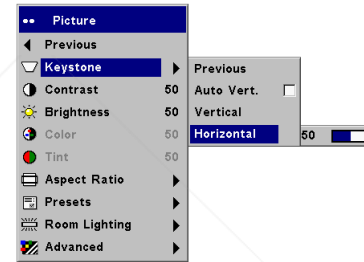 Picture
Previous
Keystone
Contrast 50
Brightness 50
Color 50
Tint 50
Aspect Ratio
Presets
Room Lighting
Advanced
Previous
Auto Vert.
Vertical
Horizontal 50